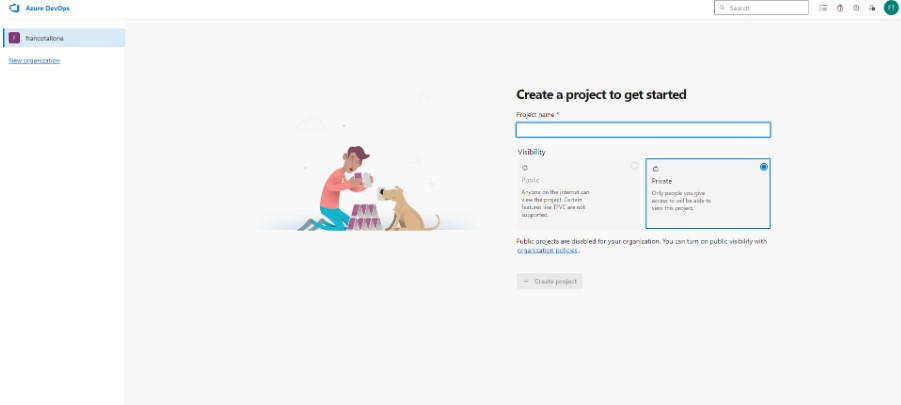 Azure DevOps
Search
FT
F
francotallone
New organization
Create a project to get started
Project name *
Visibility
Public
Anyone on the internet can
view the project. Certain
features like TFVC are not
supported.
Private
Only people you give
access to will be able to
view this project.
Public projects are disabled for your organization. You can turn on public visibility with
organization policies.
+ Create project